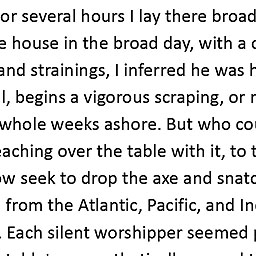 or several hours I lay there broad
e house in the broad day, with a
and strainings, I inferred he was h
l, begins a vigorous scraping, or
whole weeks ashore. But who cou
eaching over the table with it, to t
ow seek to drop the axe and snatc
from the Atlantic, Pacific, and In
. Each silent worshipper seemed